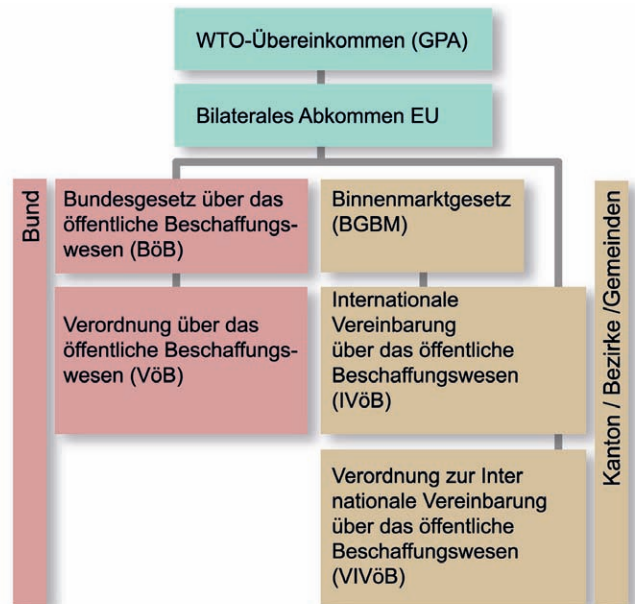 WTO-Übereinkommen (GPA)
Bilaterales Abkommen EU
Bund
Bundesgesetz über das
öffentliche Beschaffungs-
wesen (BöB)
Verordnung über das
öffentliche Beschaffungs-
wesen (VöB)
Binnenmarktgesetz
(BGBM)
Internationale
Vereinbarung
über das öffentliche
Beschaffungswesen
(IVöB)
Verordnung zur Inter
nationale Vereinbarung
über das öffentliche
Beschaffungswesen
(VIVöB)
Kanton / Bezirke /Gemeinden